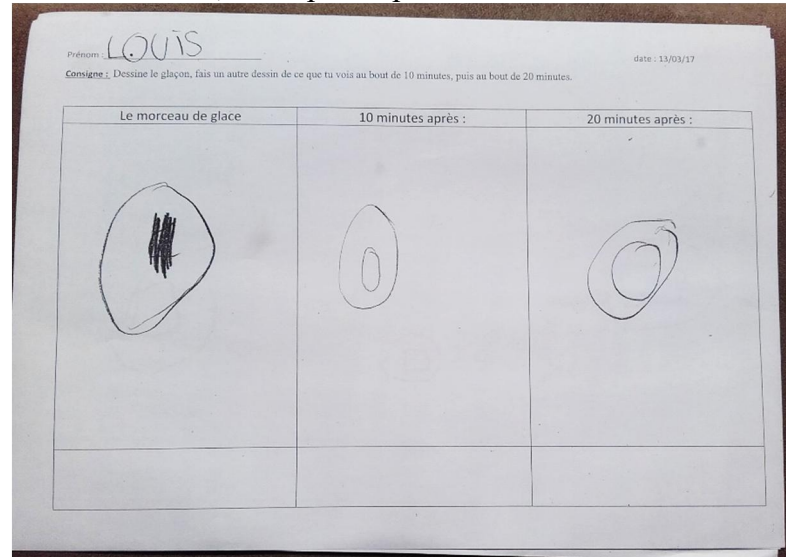 Prénom : LOUIS
date : 13/03/17
Consigne : Dessine le glaçon, fais un autre dessin de ce que tu vois au bout de 10 minutes, puis au bout de 20 minutes.
Le morceau de glace
10 minutes après :
20 minutes après :